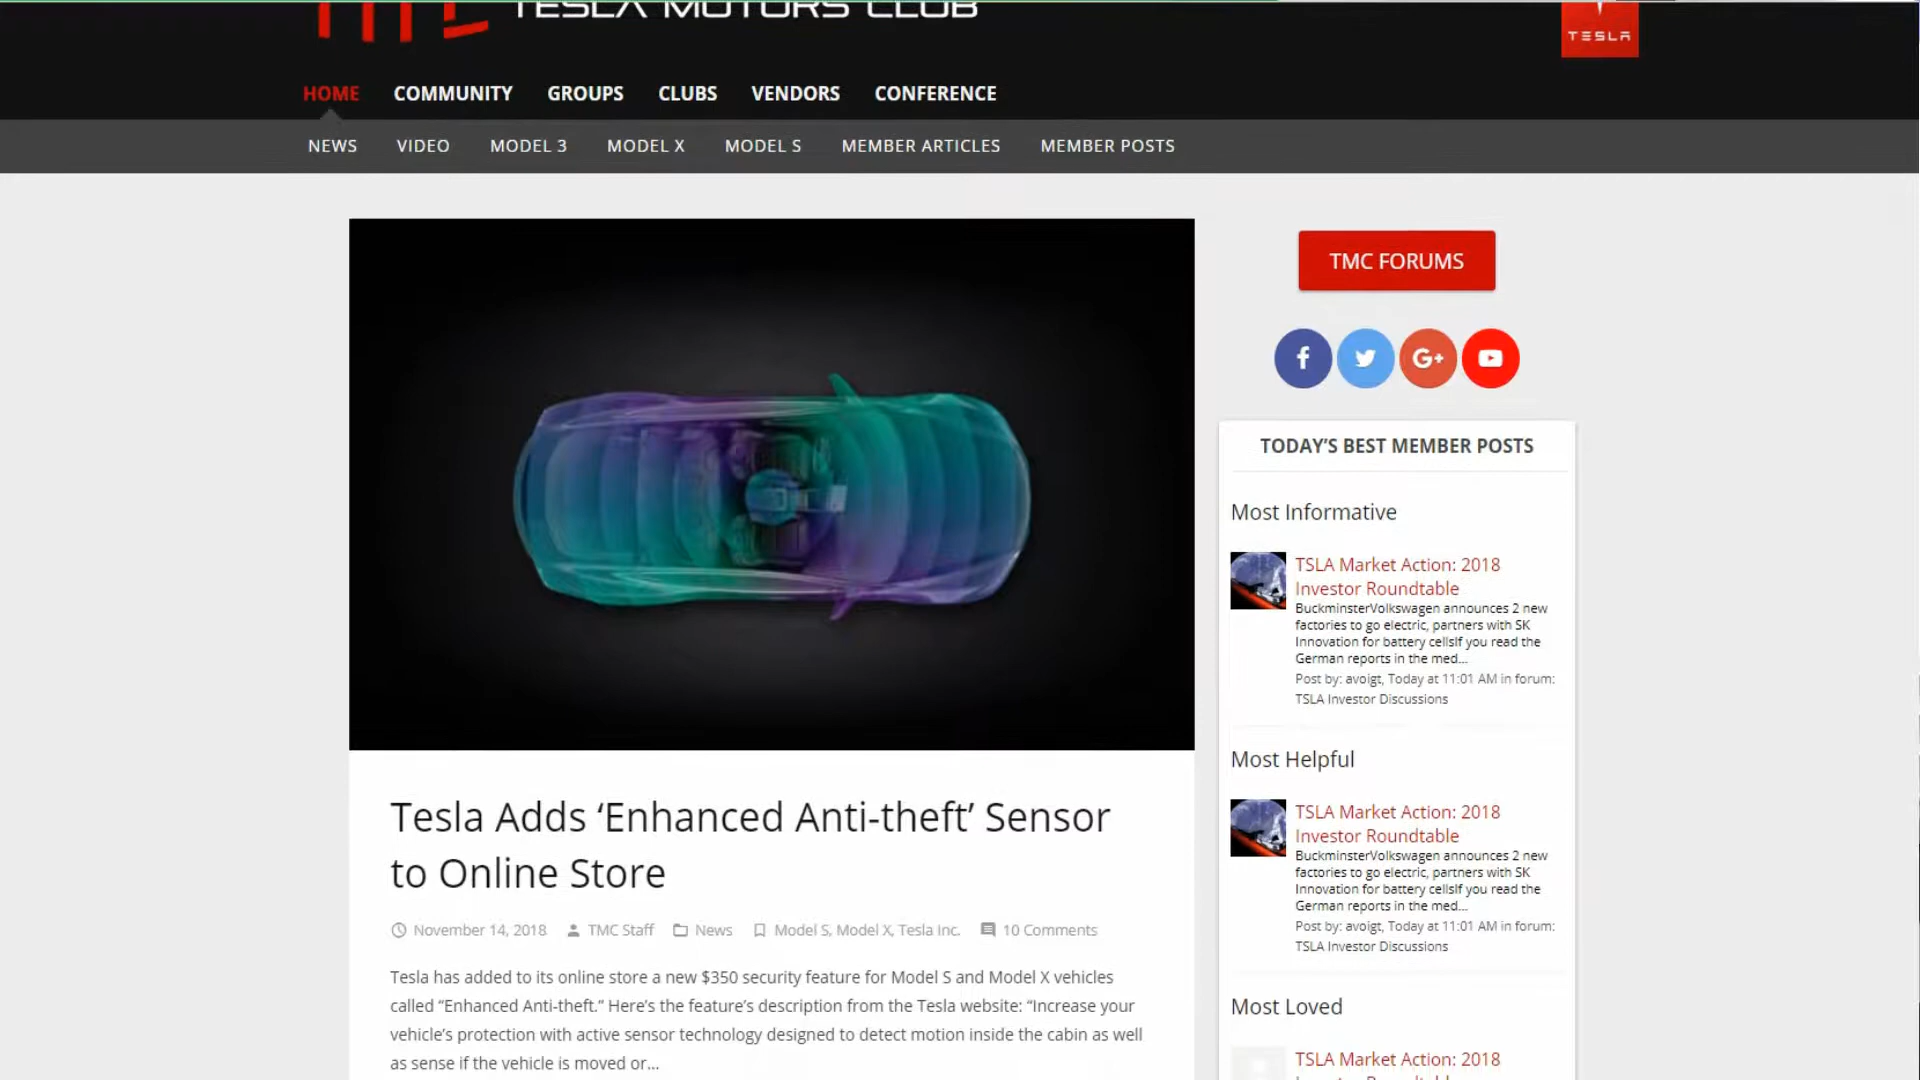 TESLA MOTORS CLUB
TESLA
HOME COMMUNITY GROUPS CLUBS VENDORS CONFERENCE
NEWS VIDEO MODEL 3 MODEL X MODEL S MEMBER ARTICLES MEMBER POSTS
TMC FORUMS
f G+
TODAY'S BEST MEMBER POSTS
Most Informative
TSLA Market Action: 2018
Investor Roundtable
BuckminsterVolkswagen announces 2 new
factories to go electric, partners with SK
Innovation for battery cellsIf you read the
German reports in the med...
Post by: avoigt, Today at 11:01 AM in forum:
TSLA Investor Discussions
Most Helpful
TSLA Market Action: 2018
Investor Roundtable
BuckminsterVolkswagen announces 2 new
factories to go electric, partners with SK
Innovation for battery cellsIf you read the
German reports in the med...
Post by: avoigt, Today at 11:01 AM in forum:
TSLA Investor Discussions
Most Loved
TSLA Market Action: 2018
Tesla Adds ‘Enhanced Anti-theft’ Sensor
to Online Store
November 14, 2018 TMC Staff News Model S, Model X, Tesla Inc. 10 Comments
Tesla has added to its online store a new $350 security feature for Model S and Model X vehicles
called “Enhanced Anti-theft.” Here’s the feature’s description from the Tesla website: “Increase your
vehicle’s protection with active sensor technology designed to detect motion inside the cabin as well
as sense if the vehicle is moved or...